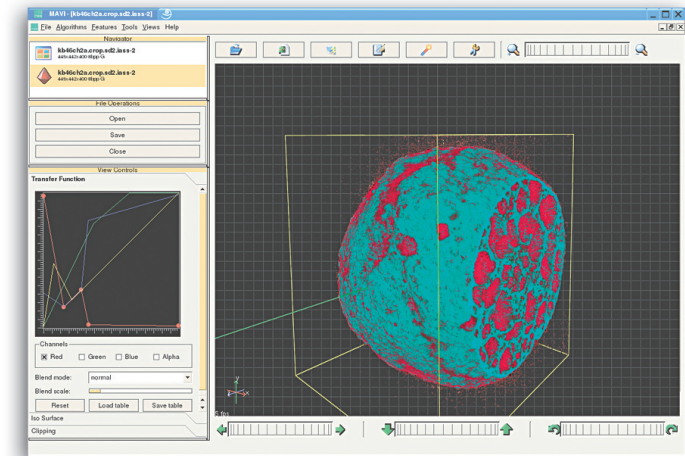 MAVI - [kb46ch2a.crop.sd2.iass-2]
File Algorithms Features Tools Views Help
Navigator
kb46ch2a.crop.sd2.iass-2
kb46ch2a.crop.sd2.iass-2
File Operations
Open
Save
Close
View Controls
Transfer Function
Channels
Red Green Blue Alpha
Blend mode: normal
Blend scale:
Reset Load table Save table
Iso Surface
Clipping
fps